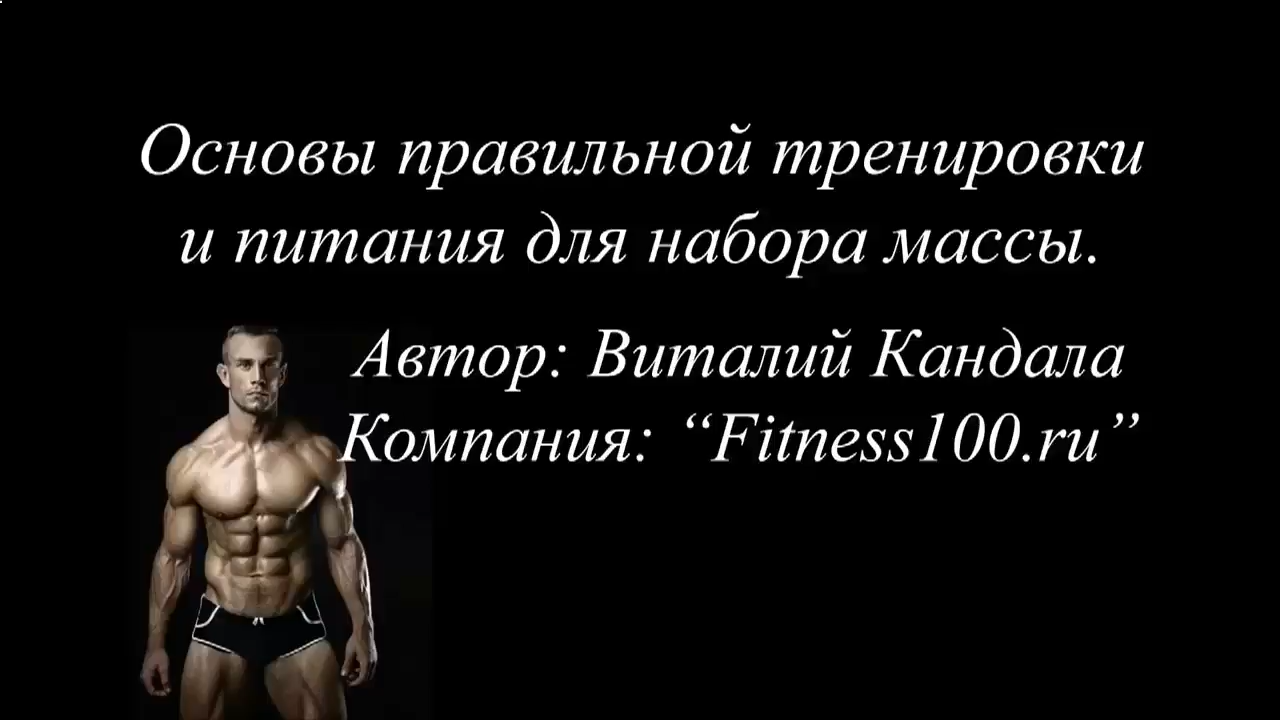 Основы правильной тренировки
и питания для набора массы.
Автор: Виталий Кандала
Компания: “Fitness100.ru”